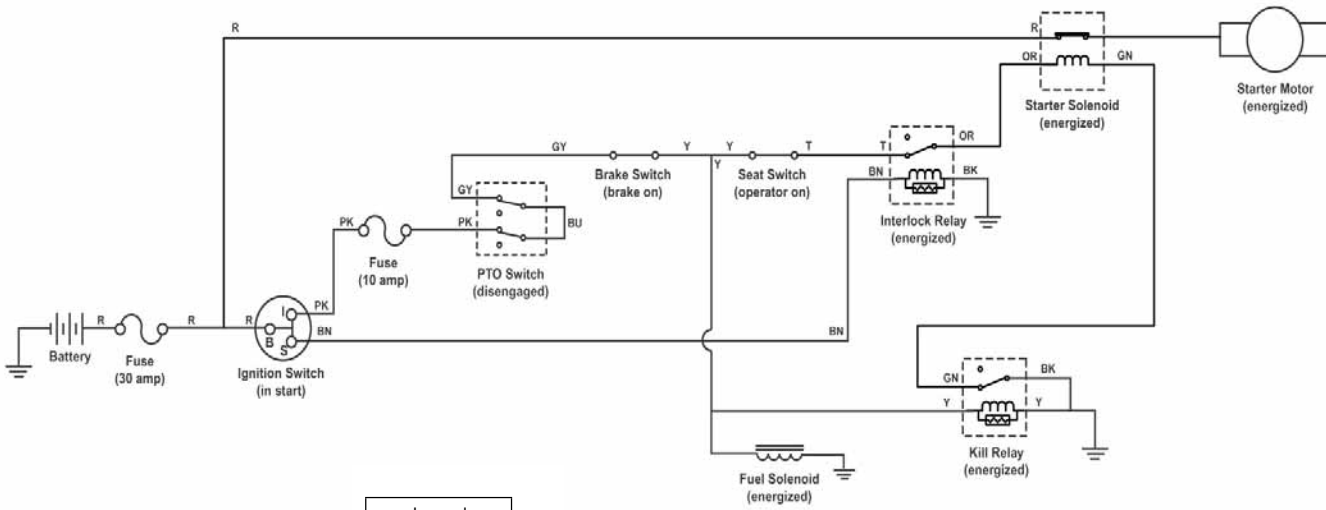 R
R
OR
GN
Starter Solenoid
(energized)
Starter Motor
(energized)
GY
Brake Switch
(brake on)
Y
Y
Y
Seat Switch
(operator on)
T
T
OR
BN
BK
Interlock Relay
(energized)
GY
BU
PK
PTO Switch
(disengaged)
PK
Fuse
(10 amp)
PK
R
Battery
R
Fuse
(30 amp)
R
I
B
S
BN
Ignition Switch
(in start)
BN
GN
BK
Y
Y
Kill Relay
(energized)
Fuel Solenoid
(energized)